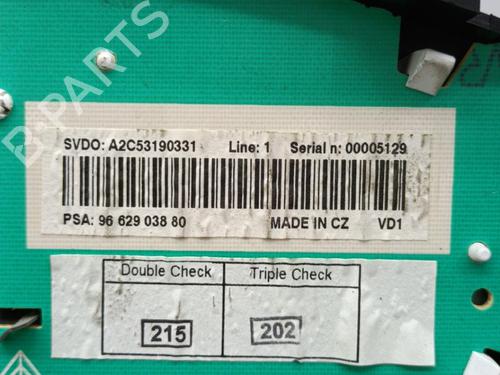 B-PARTS
SVDO: A2C53190331 Line: 1 Serial n: 00005129
PSA: 96 629 038 80 MADE IN CZ VD1
Double Check Triple Check
215 202